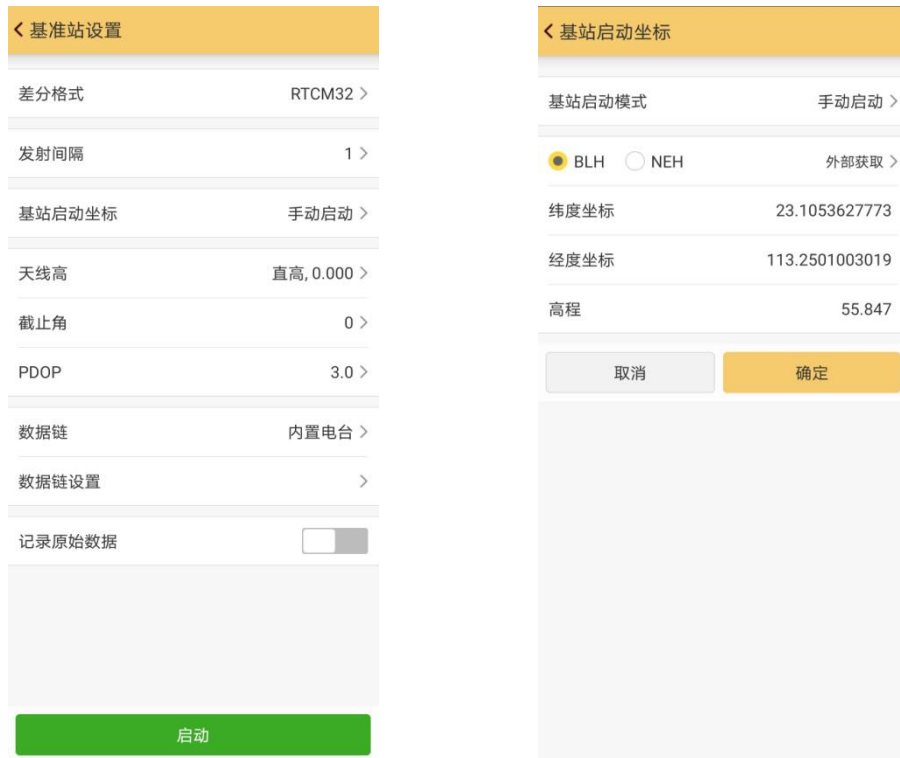 基准站设置
差分格式 RTCM32
发射间隔 1
基站启动坐标 手动启动
天线高 直高, 0.000
截止角 0
PDOP 3.0
数据链 内置电台
数据链设置
记录原始数据
启动
基站启动坐标
基站启动模式 手动启动
BLH NEH 外部获取
纬度坐标 23.1053627773
经度坐标 113.2501003019
高程 55.847
取消 确定